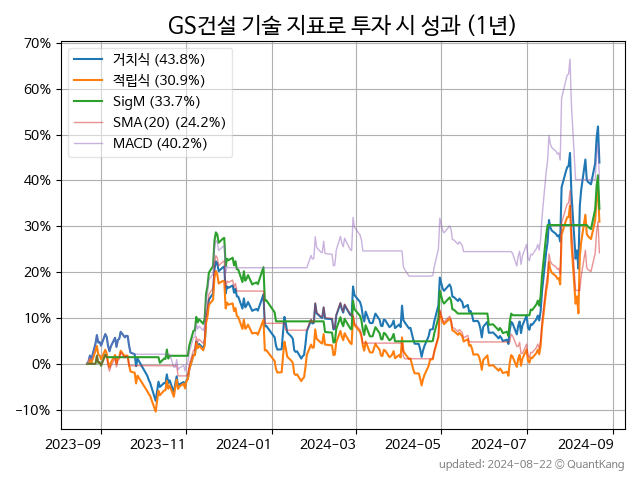 GS건설 기술 지표로 투자 시 성과 (1년)
70%
60%
50%
40%
30%
20%
10%
0%
−10%
거치식 (43.8%)
적립식 (30.9%)
SigM (33.7%)
SMA(20) (24.2%)
MACD (40.2%)
2023-09
2023-11
2024-01
2024-03
2024-05
2024-07
2024-09
updated: 2024-08-22 © QuantKang